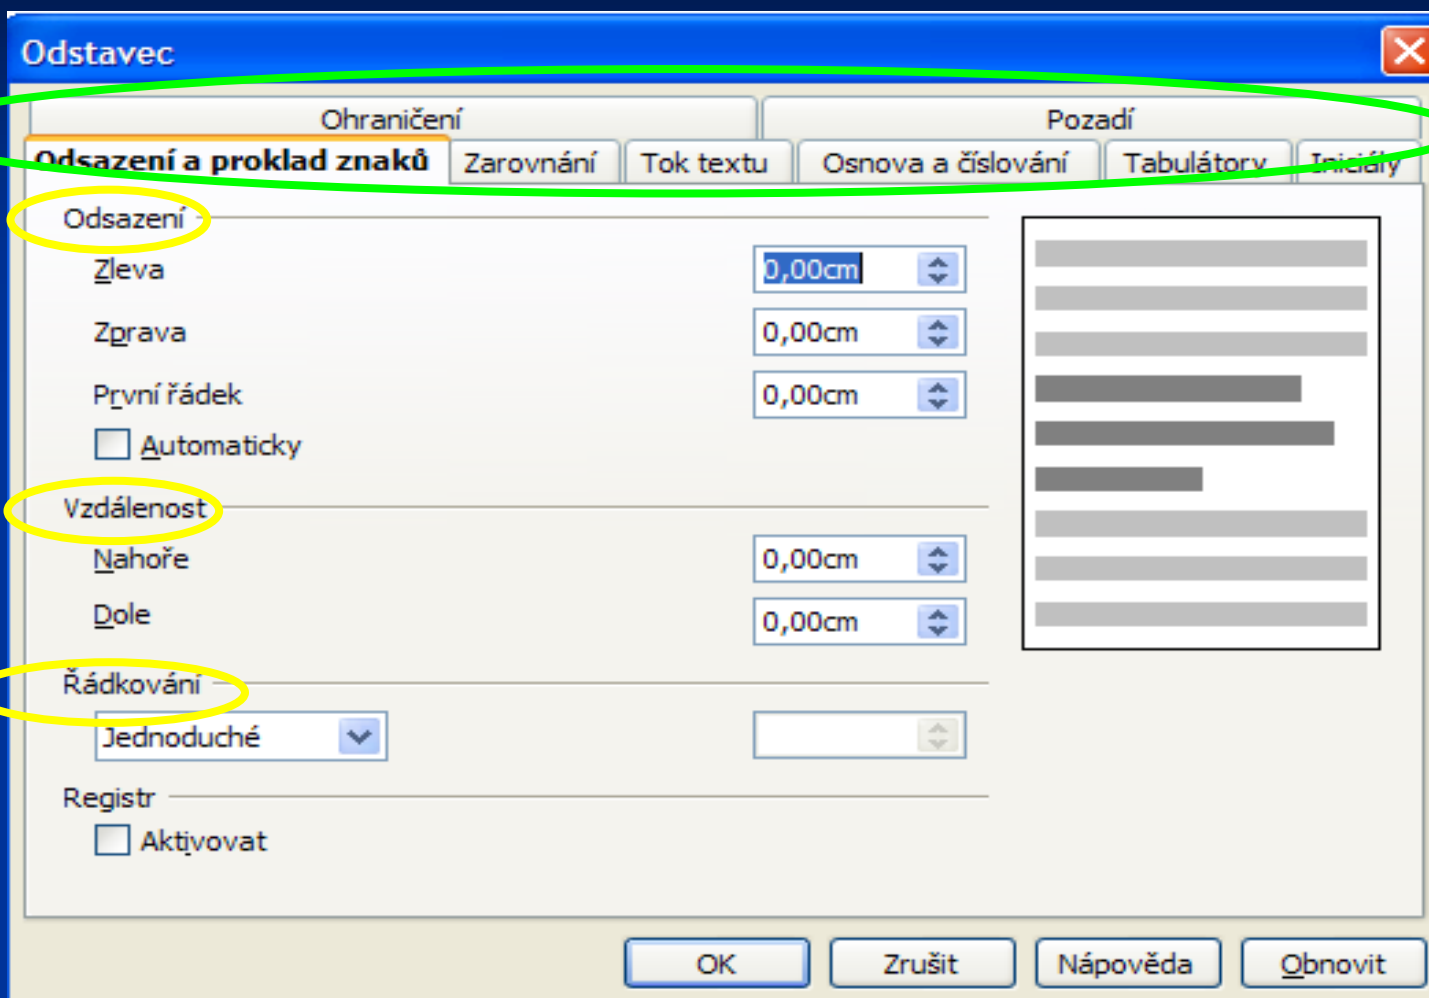 Odstavec
Ohraničení Pozadí
Odsazení a proklad znaků Zarovnání Tok textu Osnova a číslování Tabulátory Iniciály
Odsazení
Zleva 0,00cm
Zprava 0,00cm
První řádek 0,00cm
Automaticky
Vzdálenost
Nahoře 0,00cm
Dole 0,00cm
Řádkování
Jednoduché
Registr
Aktivovat
OK Zrušit Nápověda Obnovit